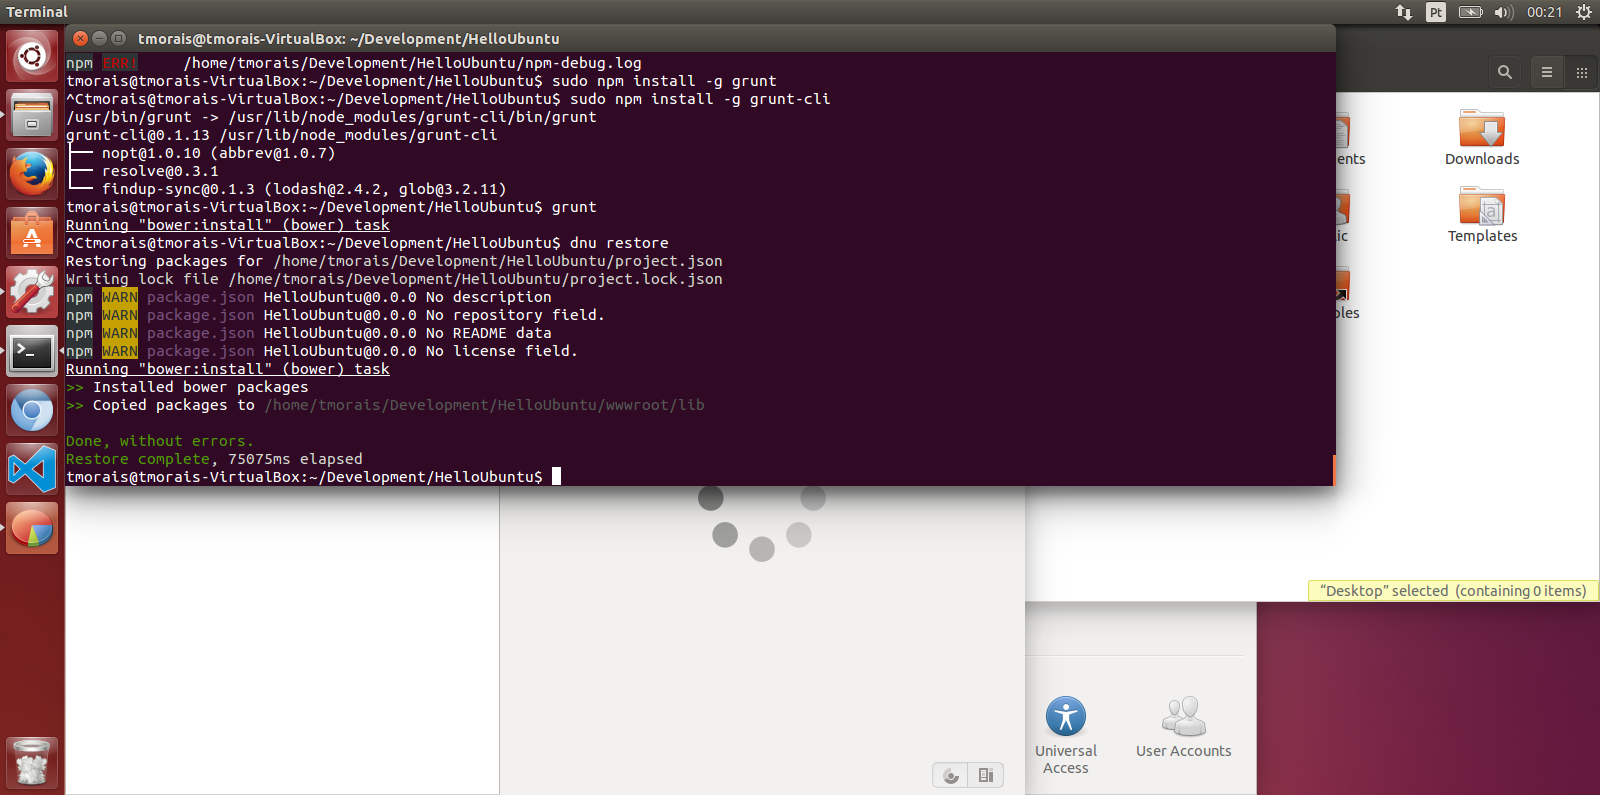 Terminal
Pt
00:21
tmorais@tmorais-VirtualBox: ~/Development/HelloUbuntu
npm ERR!     /home/tmorais/Development/HelloUbuntu/npm-debug.log
tmorais@tmorais-VirtualBox:~/Development/HelloUbuntu$ sudo npm install -g grunt
^Ctmorais@tmorais-VirtualBox:~/Development/HelloUbuntu$ sudo npm install -g grunt-cli
/usr/bin/grunt -> /usr/lib/node_modules/grunt-cli/bin/grunt
grunt-cli@0.1.13 /usr/lib/node_modules/grunt-cli
├── nopt@1.0.10 (abbrev@1.0.7)
├── resolve@0.3.1
└── findup-sync@0.1.3 (lodash@2.4.2, glob@3.2.11)
tmorais@tmorais-VirtualBox:~/Development/HelloUbuntu$ grunt
Running "bower:install" (bower) task
^Ctmorais@tmorais-VirtualBox:~/Development/HelloUbuntu$ dnu restore
Restoring packages for /home/tmorais/Development/HelloUbuntu/project.json
Writing lock file /home/tmorais/Development/HelloUbuntu/project.lock.json
npm WARN package.json HelloUbuntu@0.0.0 No description
npm WARN package.json HelloUbuntu@0.0.0 No repository field.
npm WARN package.json HelloUbuntu@0.0.0 No README data
npm WARN package.json HelloUbuntu@0.0.0 No license field.
Running "bower:install" (bower) task
>> Installed bower packages
>> Copied packages to /home/tmorais/Development/HelloUbuntu/wwwroot/lib
Done, without errors.
Restore complete, 75075ms elapsed
tmorais@tmorais-VirtualBox:~/Development/HelloUbuntu$
ents
Downloads
ic
Templates
les
“Desktop” selected (containing 0 items)
Universal
Access
User Accounts